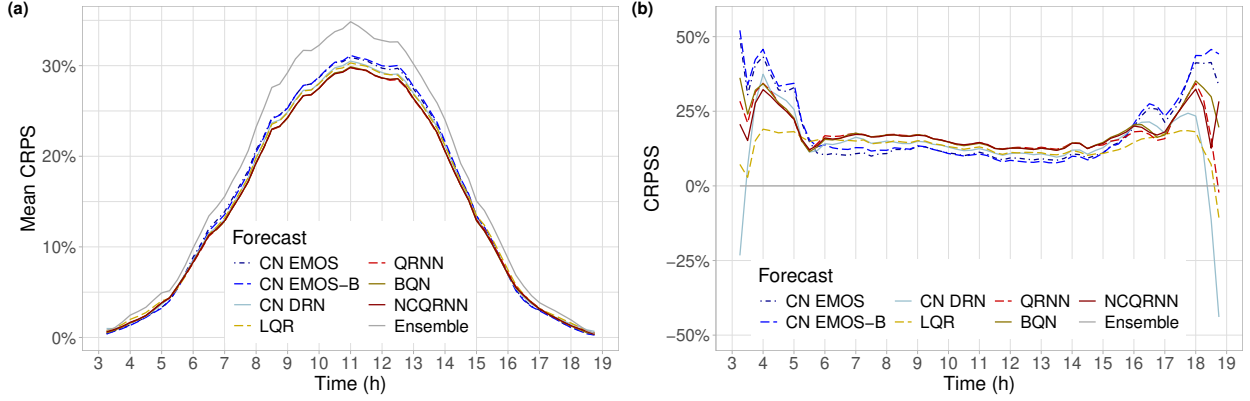 (a)
Mean CRPS
30%
20%
10%
0%
3 4 5 6 7 8 9 10 11 12 13 14 15 16 17 18 19
Time (h)
Forecast
CN EMOS
CN EMOS−B
CN DRN
LQR
QRNN
BQN
NCQRNN
Ensemble
(b)
CRPSS
50%
25%
0%
−25%
−50%
3 4 5 6 7 8 9 10 11 12 13 14 15 16 17 18 19
Time (h)
Forecast
CN EMOS
CN EMOS−B
CN DRN
LQR
QRNN
BQN
NCQRNN
Ensemble